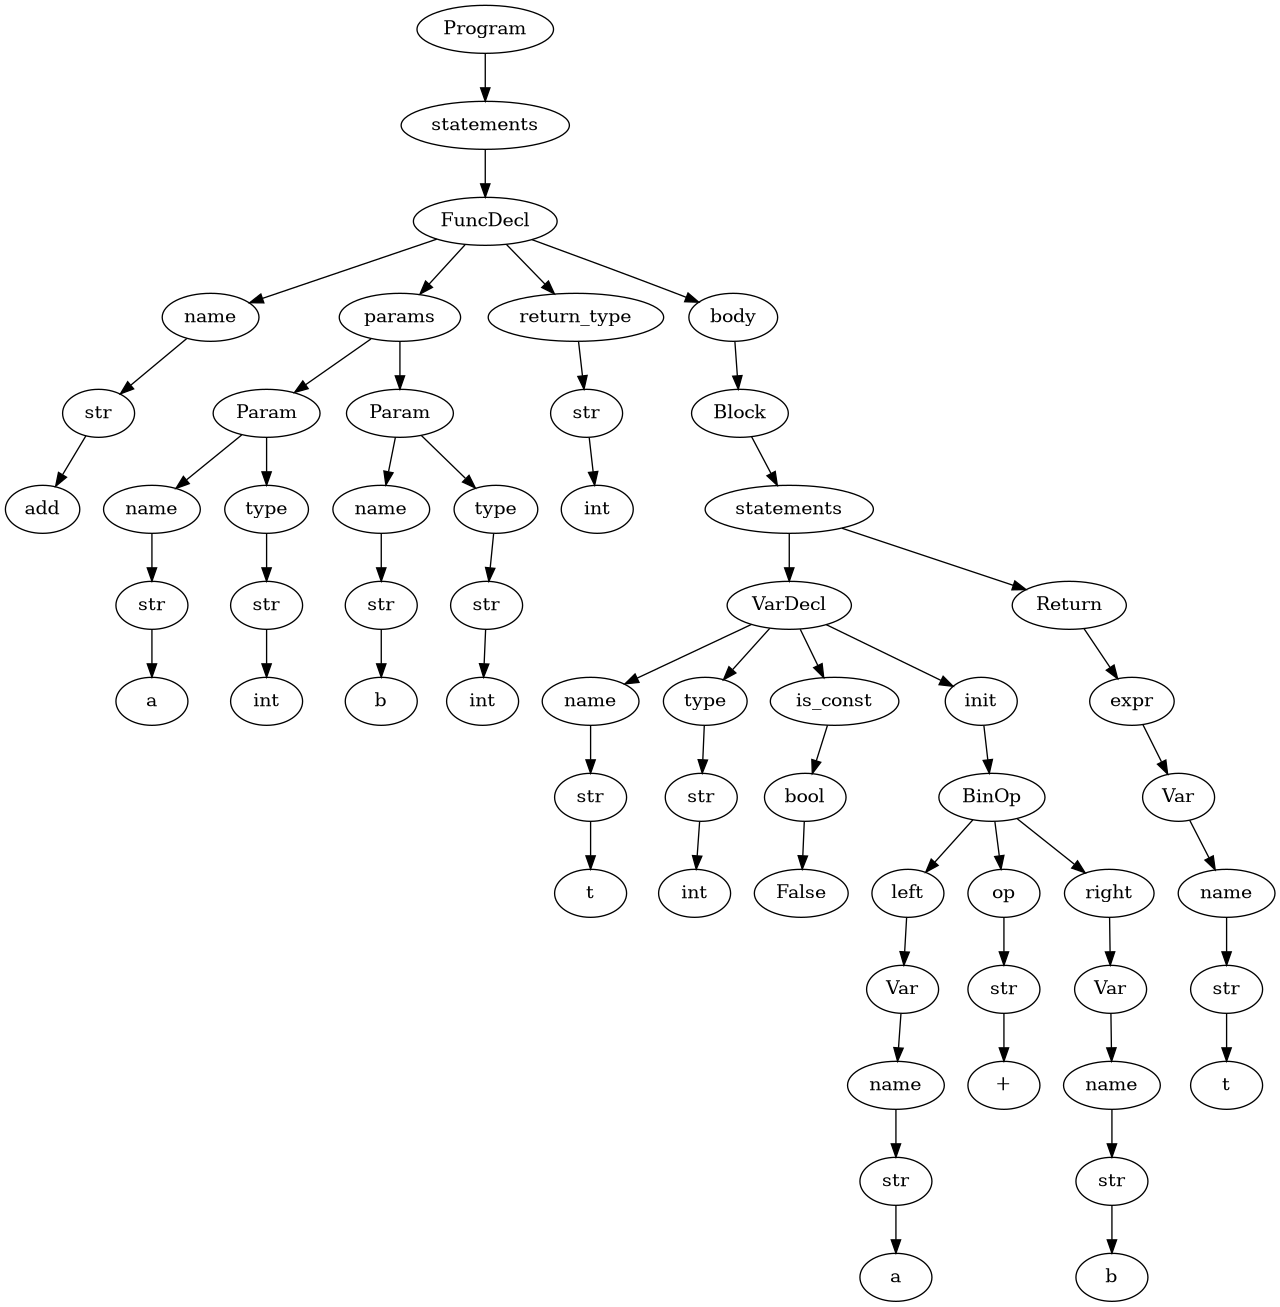 Program
statements
FuncDecl
name params return_type body
str Param Param str Block
add name type name type int statements
str str str str VarDecl Return
a int b int name type is_const init expr
str str bool BinOp Var
t int False left op right name
Var str Var str
name + name t
str str
a b